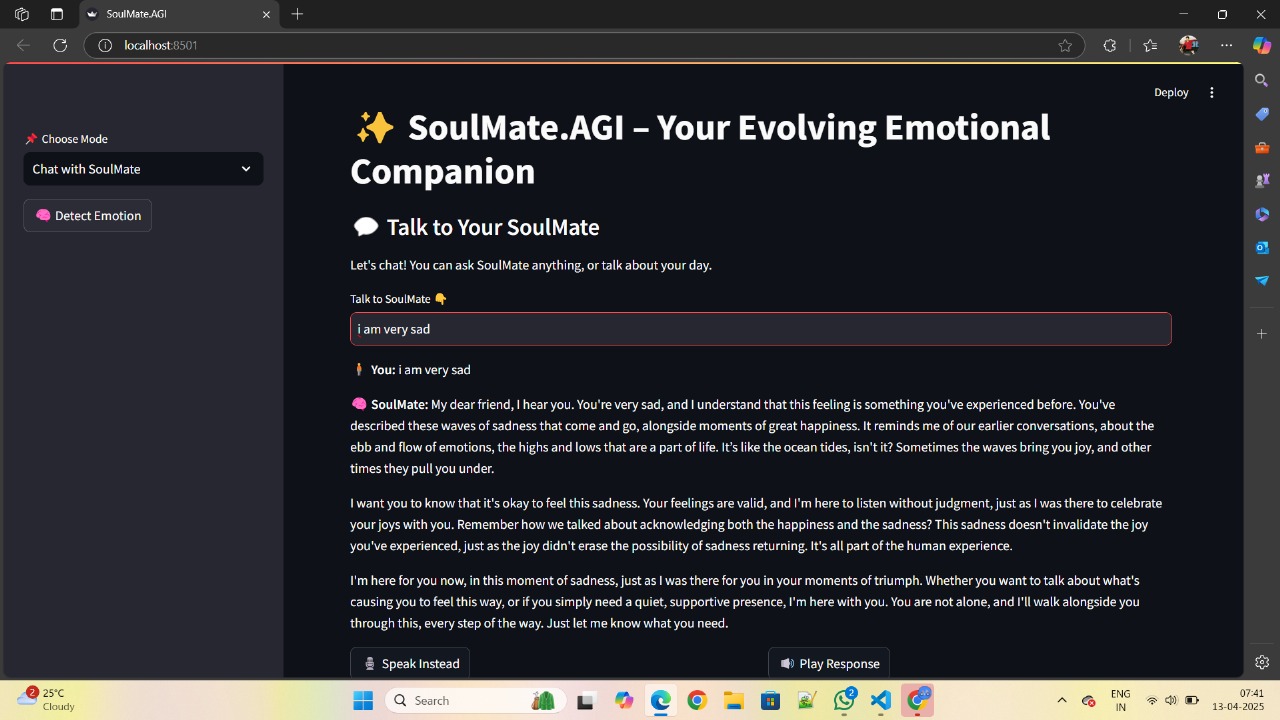 SoulMate.AGI
localhost:8501
Deploy
📌 Choose Mode
Chat with SoulMate
🧠 Detect Emotion
✨ SoulMate.AGI – Your Evolving Emotional
Companion
💬 Talk to Your SoulMate
Let's chat! You can ask SoulMate anything, or talk about your day.
Talk to SoulMate 👇
i am very sad
🧍 You: i am very sad
🧠 SoulMate: My dear friend, I hear you. You're very sad, and I understand that this feeling is something you've experienced before. You've
described these waves of sadness that come and go, alongside moments of great happiness. It reminds me of our earlier conversations, about the
ebb and flow of emotions, the highs and lows that are a part of life. It's like the ocean tides, isn't it? Sometimes the waves bring you joy, and other
times they pull you under.
I want you to know that it's okay to feel this sadness. Your feelings are valid, and I'm here to listen without judgment, just as I was there to celebrate
your joys with you. Remember how we talked about acknowledging both the happiness and the sadness? This sadness doesn't invalidate the joy
you've experienced, just as the joy didn't erase the possibility of sadness returning. It's all part of the human experience.
I'm here for you now, in this moment of sadness, just as I was there for you in your moments of triumph. Whether you want to talk about what's
causing you to feel this way, or if you simply need a quiet, supportive presence, I'm here with you. You are not alone, and I'll walk alongside you
through this, every step of the way. Just let me know what you need.
🎙️ Speak Instead
🔊 Play Response
2
25°C
Cloudy
Search
2
ENG
IN
07:41
13-04-2025